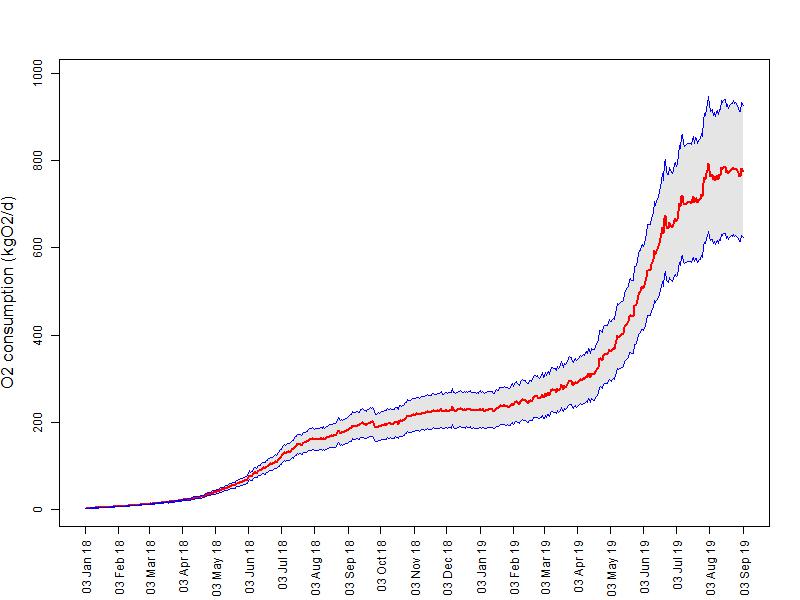 O2 consumption (kgO2/d)
1000
800
600
400
200
0
03 Jan 18
03 Feb 18
03 Mar 18
03 Apr 18
03 May 18
03 Jun 18
03 Jul 18
03 Aug 18
03 Sep 18
03 Oct 18
03 Nov 18
03 Dec 18
03 Jan 19
03 Feb 19
03 Mar 19
03 Apr 19
03 May 19
03 Jun 19
03 Jul 19
03 Aug 19
03 Sep 19